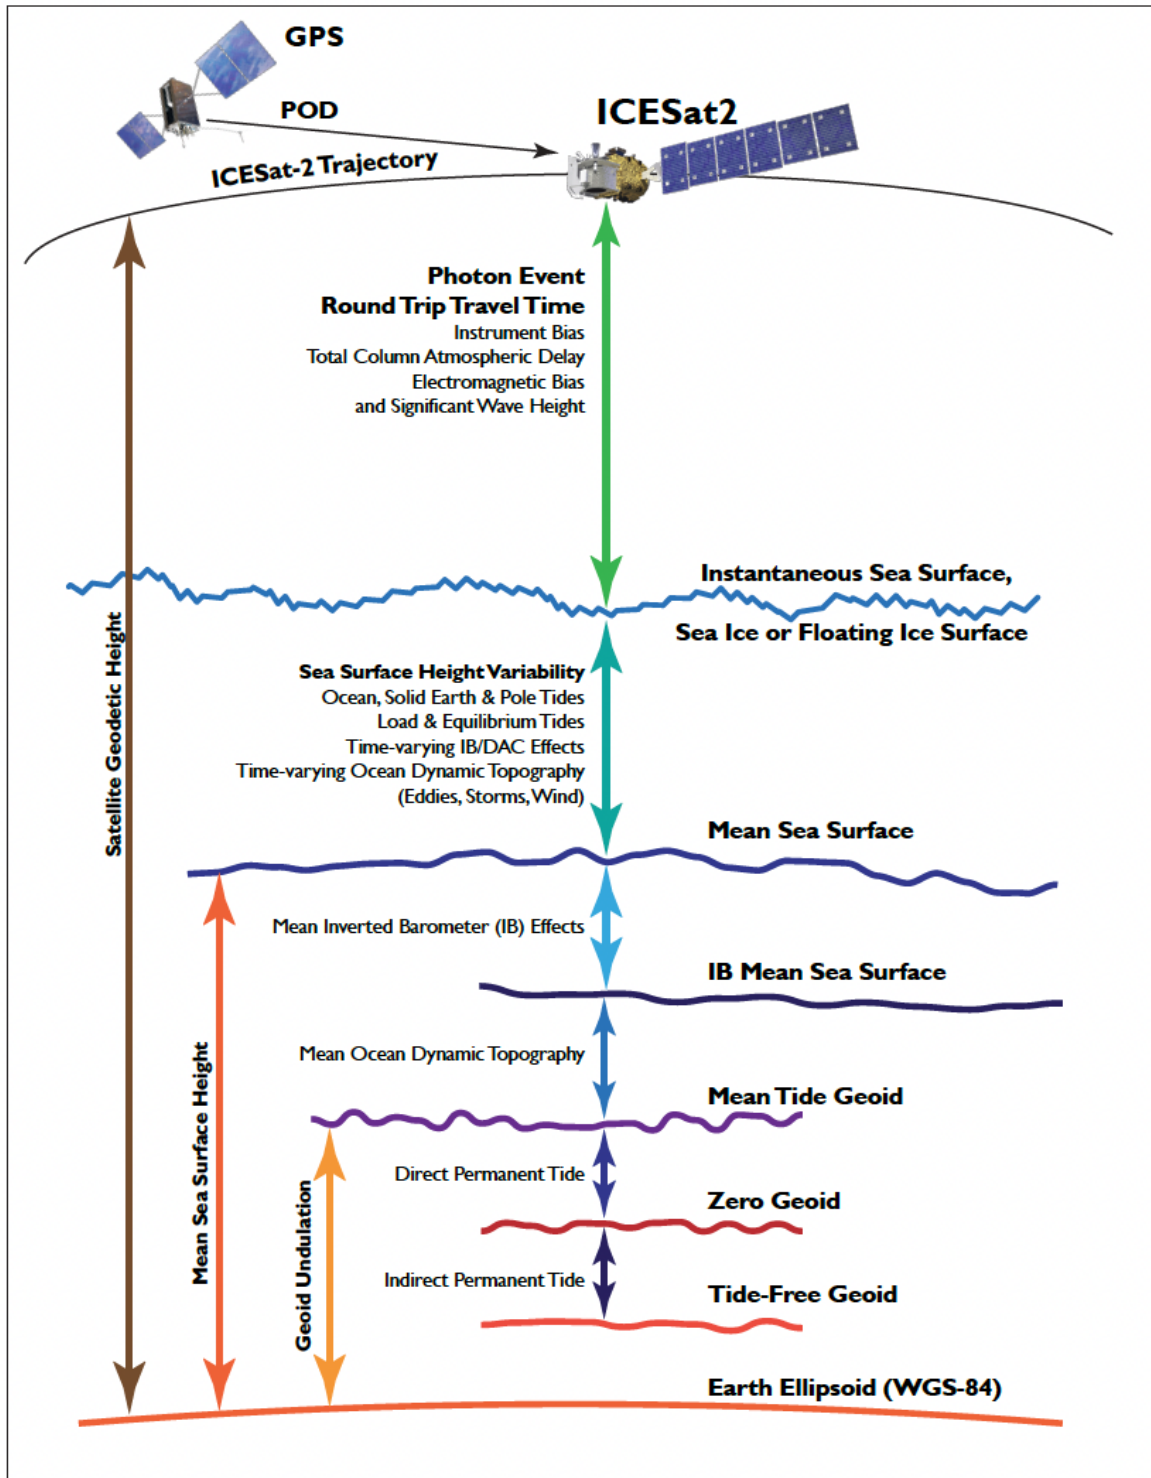 GPS
POD
ICESat2
ICESat-2 Trajectory
Photon Event
Round Trip Travel Time
Instrument Bias
Total Column Atmospheric Delay
Electromagnetic Bias
and Significant Wave Height
Instantaneous Sea Surface,
Sea Ice or Floating Ice Surface
Satellite Geodetic Height
Sea Surface Height Variability
Ocean, Solid Earth & Pole Tides
Load & Equilibrium Tides
Time-varying IB/DAC Effects
Time-varying Ocean Dynamic Topography
(Eddies, Storms, Wind)
Mean Sea Surface
Mean Inverted Barometer (IB) Effects
IB Mean Sea Surface
Mean Sea Surface Height
Mean Ocean Dynamic Topography
Mean Tide Geoid
Geoid Undulation
Direct Permanent Tide
Zero Geoid
Indirect Permanent Tide
Tide-Free Geoid
Earth Ellipsoid (WGS-84)